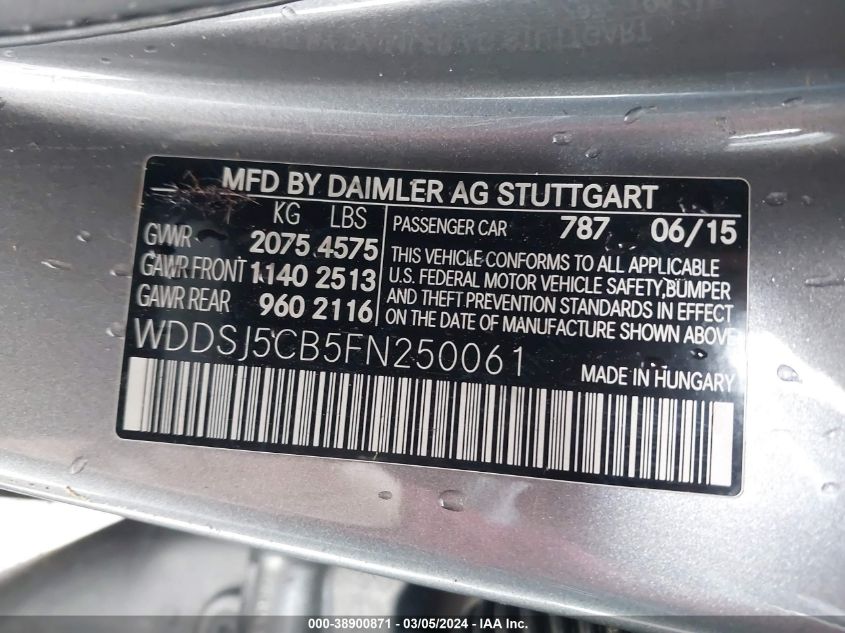 MFD BY DAIMLER AG STUTTGART
KG LBS
GVWR 2075 4575
GAWR FRONT 1140 2513
GAWR REAR 960 2116
PASSENGER CAR 787 06/15
THIS VEHICLE CONFORMS TO ALL APPLICABLE
U.S. FEDERAL MOTOR VEHICLE SAFETY,BUMPER
AND THEFT PREVENTION STANDARDS IN EFFECT
ON THE DATE OF MANUFACTURE SHOWN ABOVE
WDDSJ5CB5FN250061
MADE IN HUNGARY
000-38900871 - 03/05/2024 - IAA Inc.